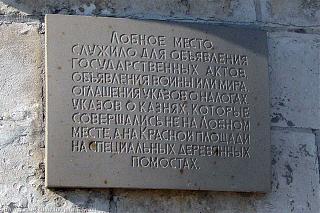 ЛОБНОЕ МЕСТО
СЛУЖИЛО ДЛЯ ОБЪЯВЛЕНИЯ
ГОСУДАРСТВЕННЫХ АКТОВ,
ОБЪЯВЛЕНИЯ ВОЙНЫ ИЛИ МИРА,
ОГЛАШЕНИЯ УКАЗОВ О НАЛОГАХ,
УКАЗОВ О КАЗНЯХ, КОТОРЫЕ
СОВЕРШАЛИСЬ НЕ НА ЛОБНОМ
МЕСТЕ, А НА КРАСНОЙ ПЛОЩАДИ
НА СПЕЦИАЛЬНЫХ ДЕРЕВЯННЫХ
ПОМОСТАХ.